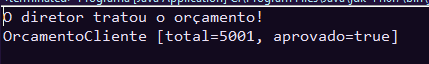 O diretor tratou o orçamento!
OrcamentoCliente [total=5001, aprovado=true]